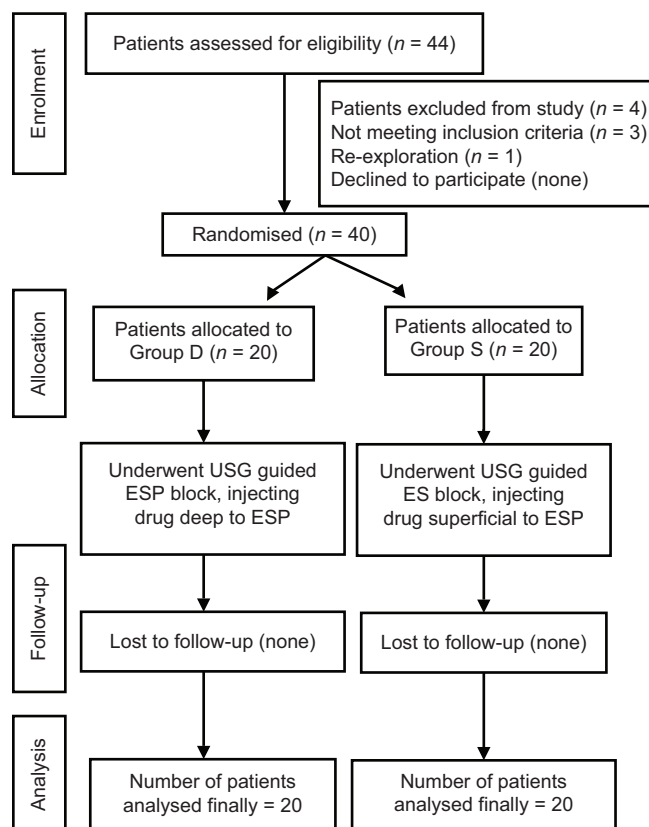 Enrolment
Patients assessed for eligibility (n = 44)
Patients excluded from study (n = 4)
Not meeting inclusion criteria (n = 3)
Re-exploration (n = 1)
Declined to participate (none)
Randomised (n = 40)
Allocation
Patients allocated to
Group D (n = 20)
Patients allocated to
Group S (n = 20)
Underwent USG guided
ESP block, injecting
drug deep to ESP
Underwent USG guided
ES block, injecting
drug superficial to ESP
Follow-up
Lost to follow-up (none)
Lost to follow-up (none)
Analysis
Number of patients
analysed finally = 20
Number of patients
analysed finally = 20